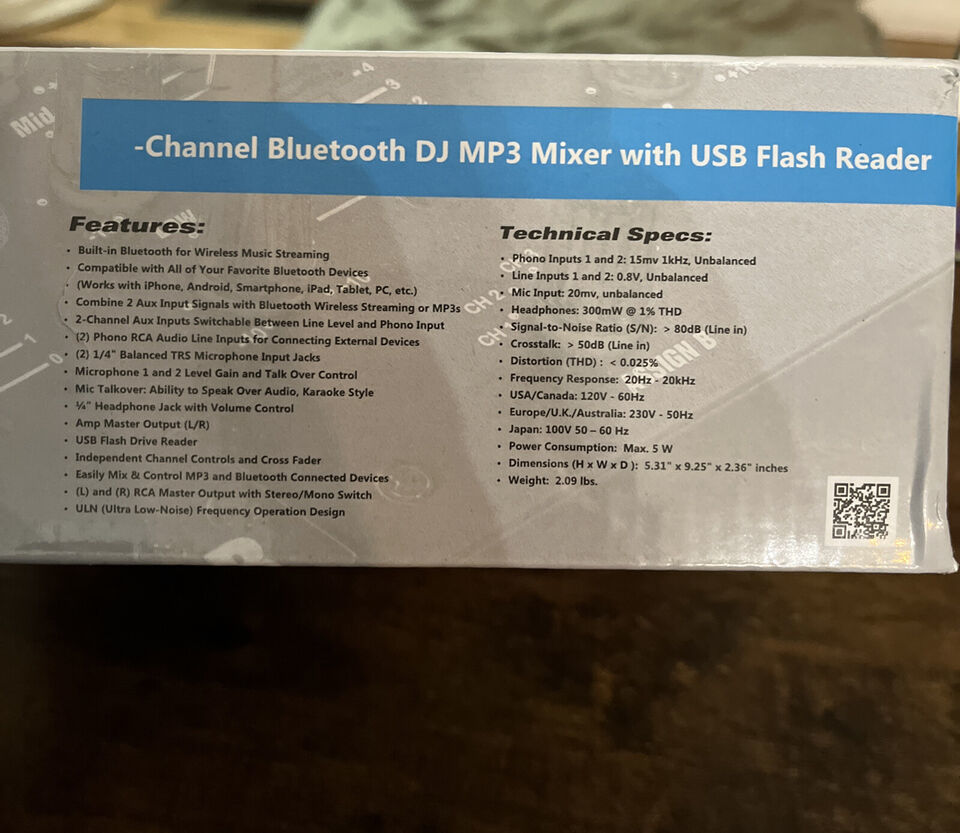 -Channel Bluetooth DJ MP3 Mixer with USB Flash Reader
Features:
• Built-in Bluetooth for Wireless Music Streaming
• Compatible with All of Your Favorite Bluetooth Devices
• (Works with iPhone, Android, Smartphone, iPad, Tablet, PC, etc.)
• Combine 2 Aux Input Signals with Bluetooth Wireless Streaming or MP3s
• 2-Channel Aux Inputs Switchable Between Line Level and Phono Input
• (2) Phono RCA Audio Line Inputs for Connecting External Devices
• (2) 1/4" Balanced TRS Microphone Input Jacks
• Microphone 1 and 2 Level Gain and Talk Over Control
• Mic Talkover: Ability to Speak Over Audio, Karaoke Style
• ¼" Headphone Jack with Volume Control
• Amp Master Output (L/R)
• USB Flash Drive Reader
• Independent Channel Controls and Cross Fader
• Easily Mix & Control MP3 and Bluetooth Connected Devices
• (L) and (R) RCA Master Output with Stereo/Mono Switch
• ULN (Ultra Low-Noise) Frequency Operation Design
Technical Specs:
• Phono Inputs 1 and 2: 15mv 1kHz, Unbalanced
• Line Inputs 1 and 2: 0.8V, Unbalanced
• Mic Input: 20mv, unbalanced
• Headphones: 300mW @ 1% THD
• Signal-to-Noise Ratio (S/N): > 80dB (Line in)
• Crosstalk: > 50dB (Line in)
• Distortion (THD) : < 0.025%
• Frequency Response: 20Hz - 20kHz
• USA/Canada: 120V - 60Hz
• Europe/U.K./Australia: 230V - 50Hz
• Japan: 100V 50 – 60 Hz
• Power Consumption: Max. 5 W
• Dimensions (H x W x D ): 5.31" x 9.25" x 2.36" inches
• Weight: 2.09 lbs.
Mid
LOW
4
3
2
+10
2
1
0
CH 2